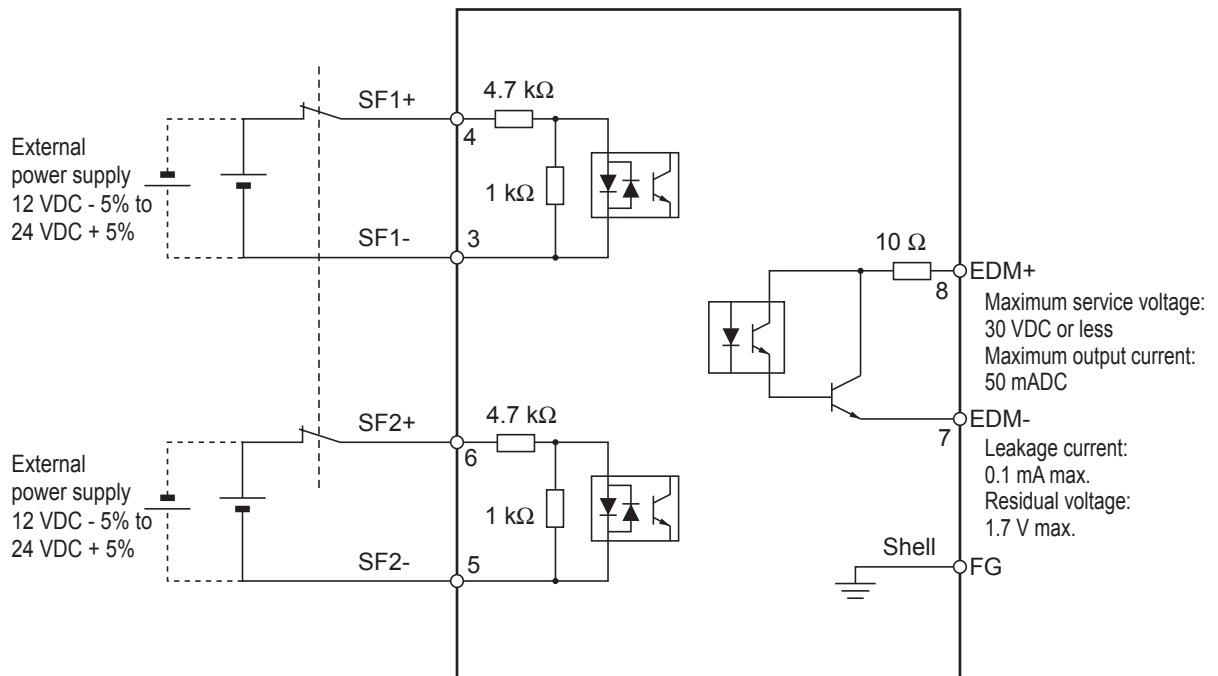 SF1+
4.7 kΩ
4
External
power supply
12 VDC - 5% to
24 VDC + 5%
1 kΩ
SF1-
3
10 Ω
EDM+
8
Maximum service voltage:
30 VDC or less
Maximum output current:
50 mADC
EDM-
7
Leakage current:
0.1 mA max.
Residual voltage:
1.7 V max.
SF2+
4.7 kΩ
6
External
power supply
12 VDC - 5% to
24 VDC + 5%
1 kΩ
SF2-
5
Shell
FG